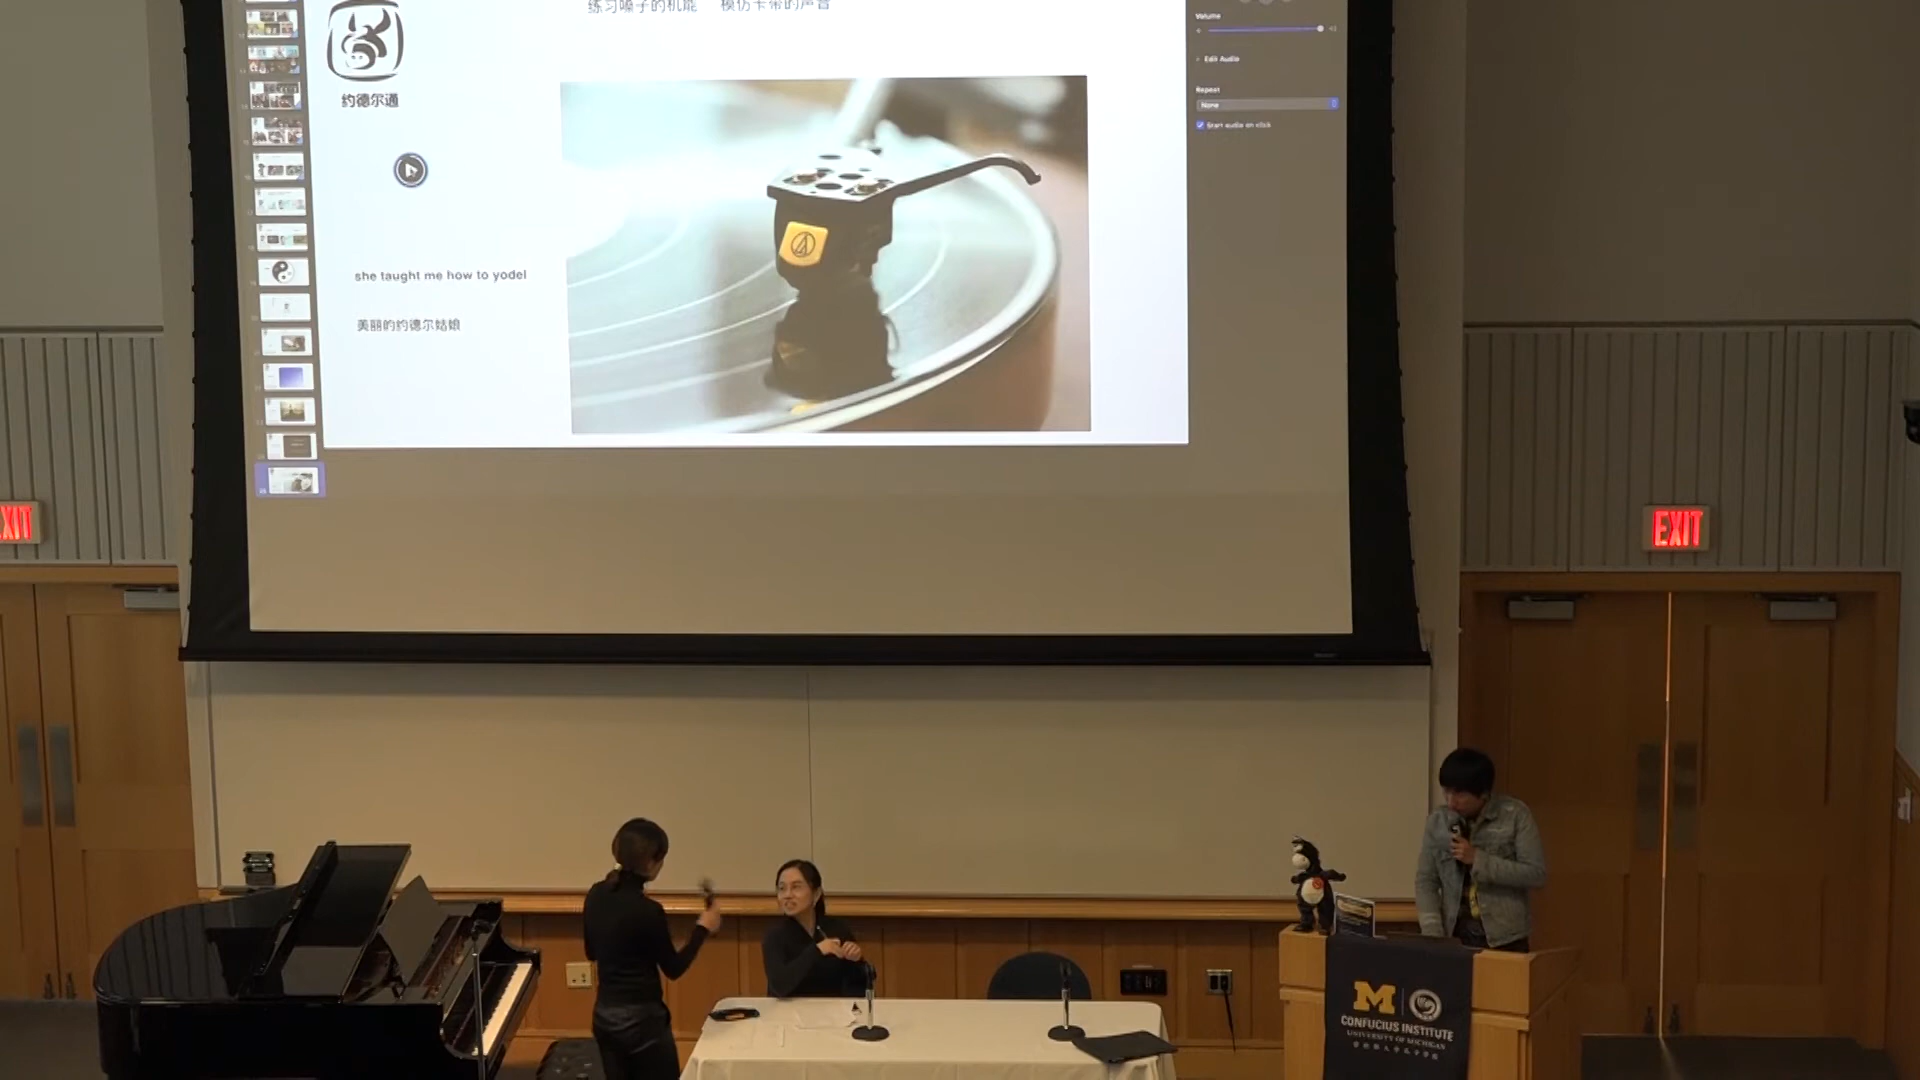 练习嗓子的机能 模仿卡带的声音
约德尔通
she taught me how to yodel
美丽的约德尔姑娘
Volume
Edit Audio
Repeat
None
Start audio on click
EXIT
EXIT
M
CONFUCIUS INSTITUTE
UNIVERSITY OF MICHIGAN